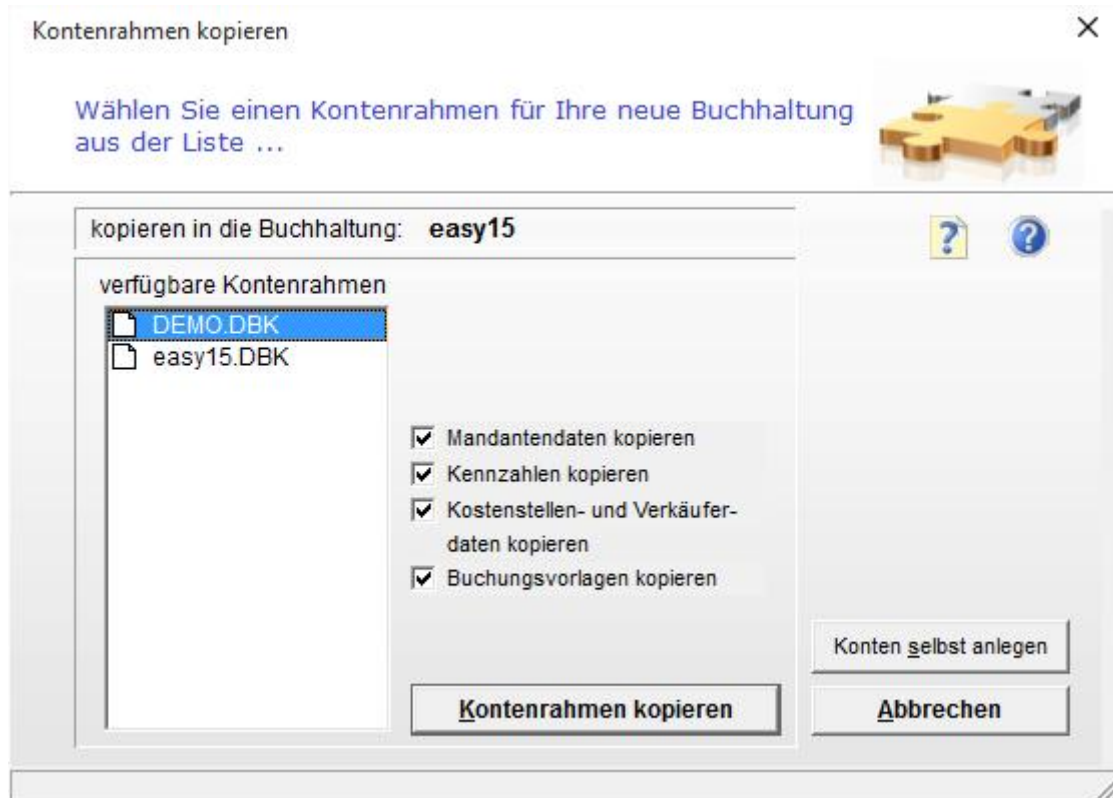 Kontenrahmen kopieren
Wählen Sie einen Kontenrahmen für Ihre neue Buchhaltung
aus der Liste ...
kopieren in die Buchhaltung: easy15
verfügbare Kontenrahmen
DEMO.DBK
easy15.DBK
Mandantendaten kopieren
Kennzahlen kopieren
Kostenstellen- und Verkäufer-
daten kopieren
Buchungsvorlagen kopieren
Konten selbst anlegen
Kontenrahmen kopieren
Abbrechen